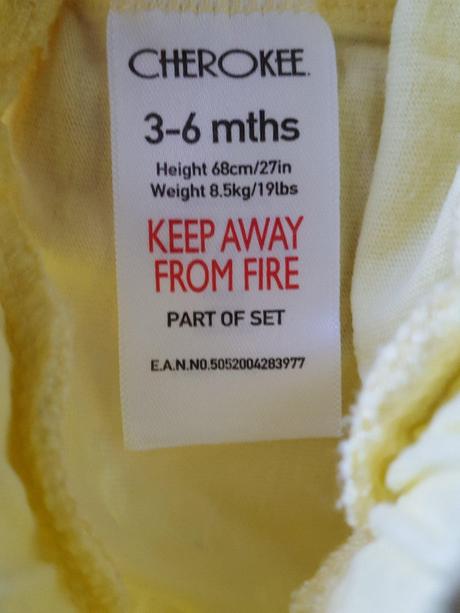 CHEROKEE.
3-6 mths
Height 68cm/27in
Weight 8.5kg/19lbs
KEEP AWAY
FROM FIRE
PART OF SET
E.A.N.NO.5052004283977